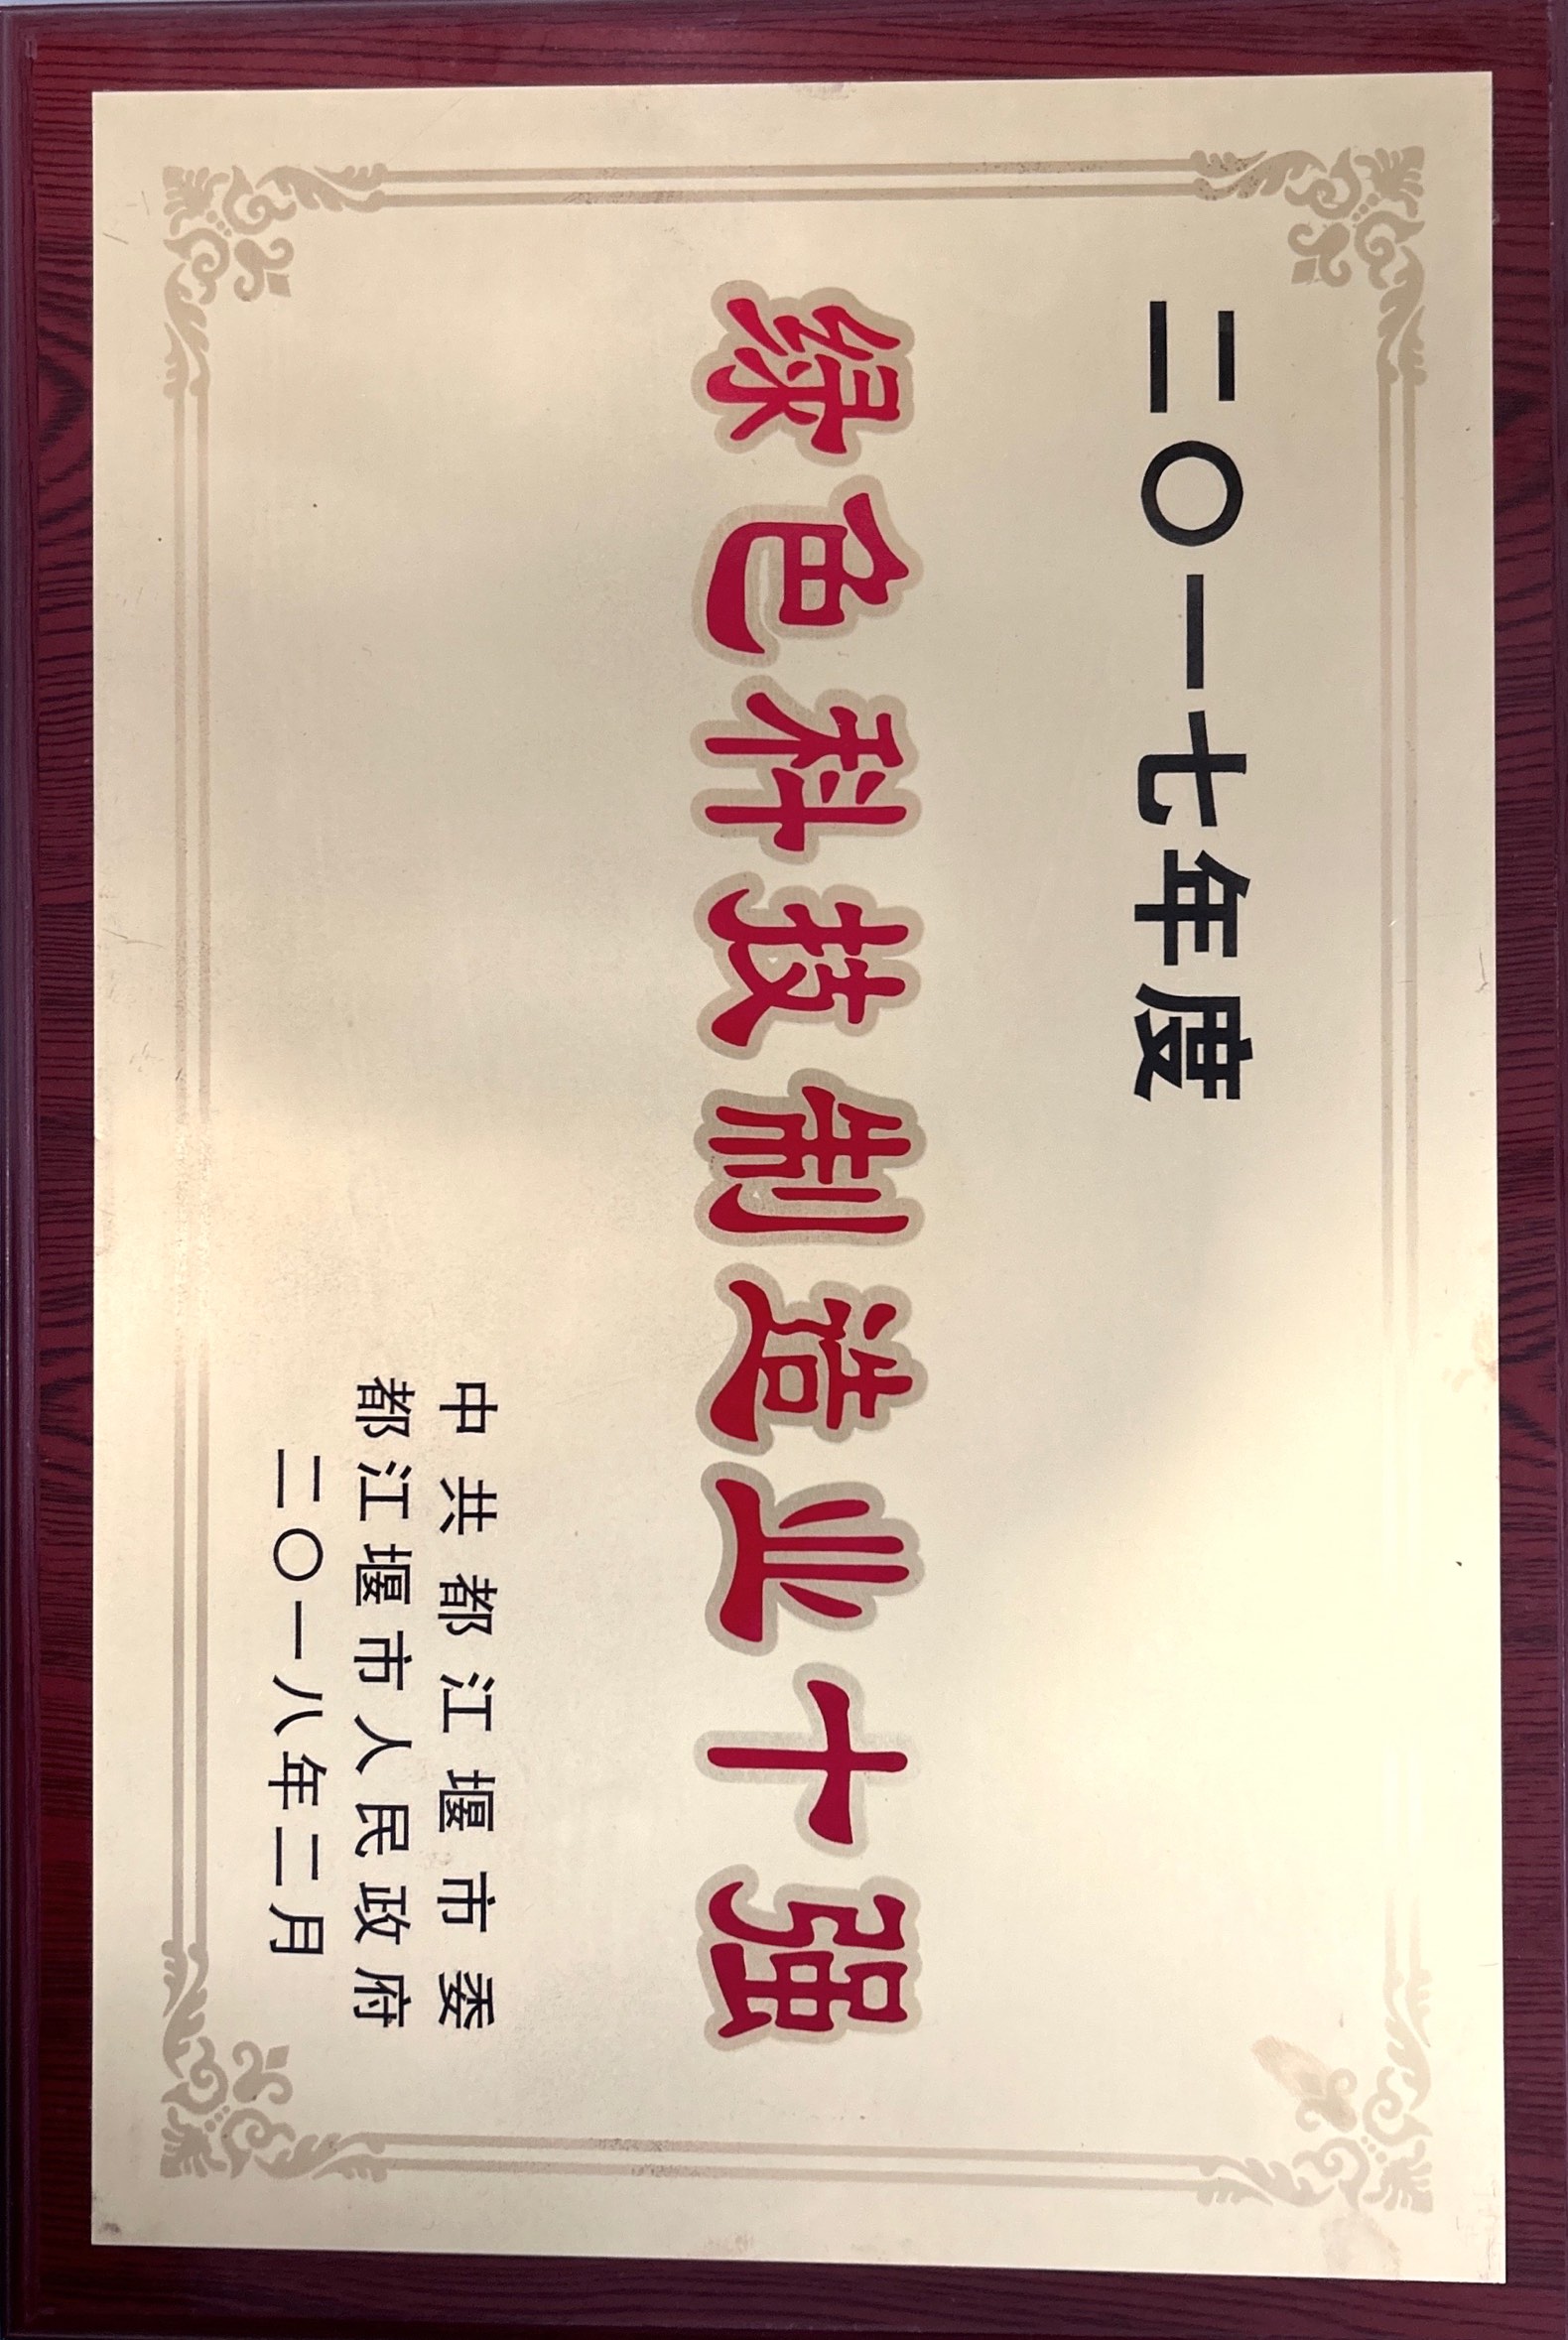 二〇一七年度
绿色科技制造业十强
中共都江堰市委
都江堰市人民政府
二〇一八年二月